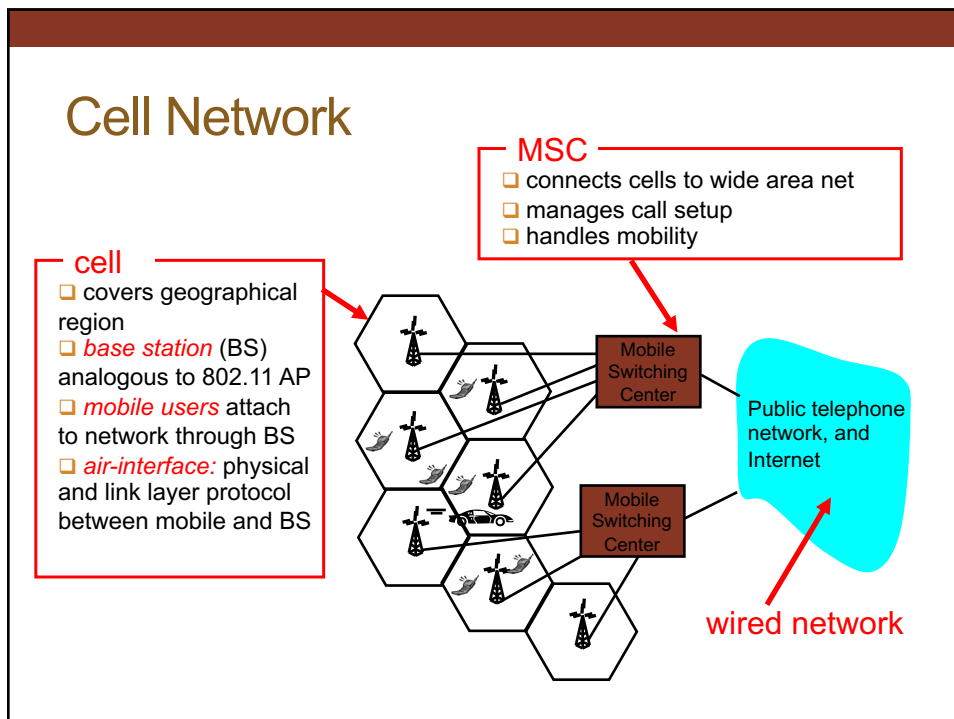 Cell Network
MSC
❑ connects cells to wide area net
❑ manages call setup
❑ handles mobility
cell
❑ covers geographical
region
❑ base station (BS)
analogous to 802.11 AP
❑ mobile users attach
to network through BS
❑ air-interface: physical
and link layer protocol
between mobile and BS
Mobile
Switching
Center
Public telephone
network, and
Internet
Mobile
Switching
Center
wired network